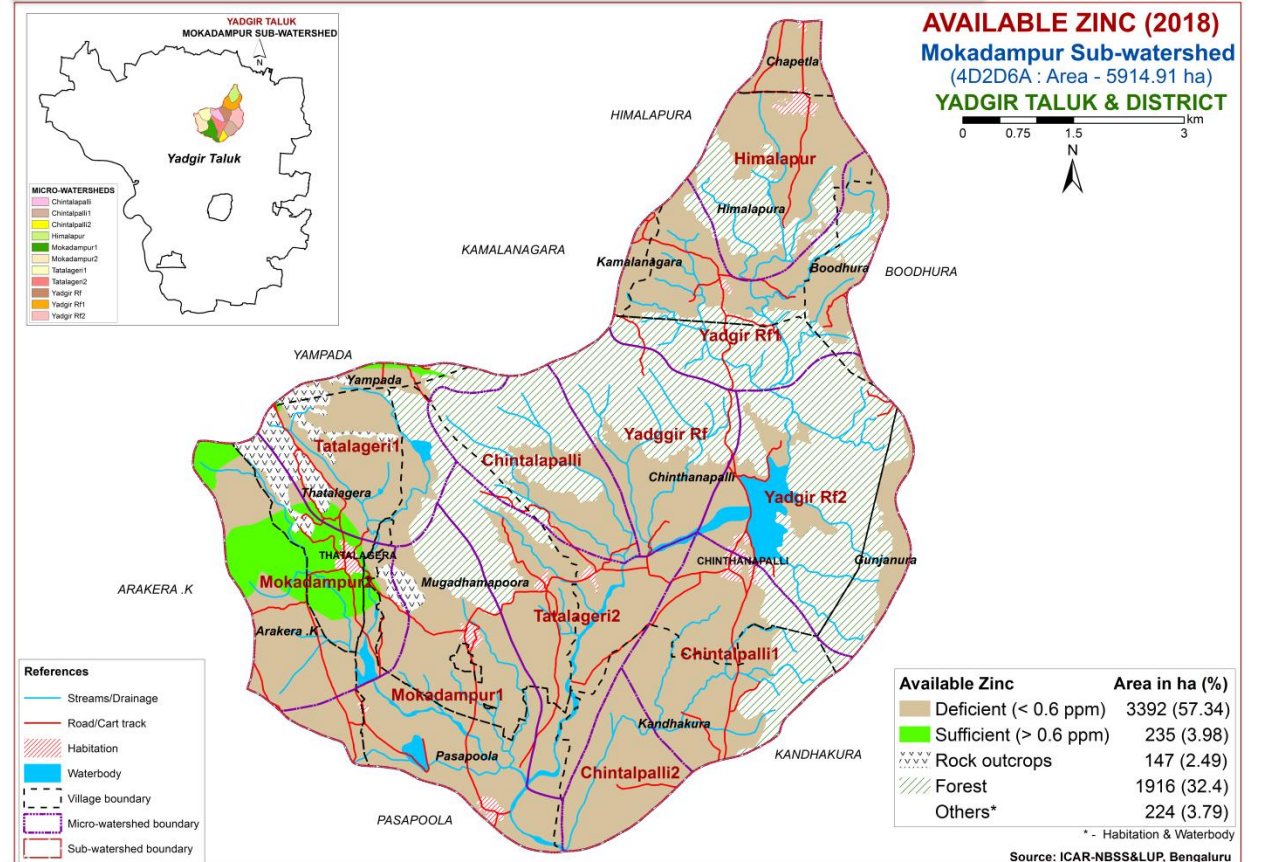 YADGIR TALUK
MOKADAMPUR SUB-WATERSHED
N
Yadgir Taluk
MICRO-WATERSHEDS
Chintalapalli
Chintalpalli1
Chintalpalli2
Himalapur
Mokadampur1
Mokadampur2
Tatalageri1
Tatalageri2
Yadgir Rf
Yadgir Rf1
Yadgir Rf2
AVAILABLE ZINC (2018)
Mokadampur Sub-watershed
(4D2D6A : Area - 5914.91 ha)
YADGIR TALUK & DISTRICT
km
0 0.75 1.5 3
N
Chapetla
HIMALAPURA
Himalapur
Himalapura
KAMALANAGARA
Kamalanagara
Boodhura
BOODHURA
Yadgir Rf1
YAMPADA
Yampada
Tatalageri1
Yadggir Rf
Chintalapalli
Chinthanapalli
Thatalagera
Yadgir Rf2
THATALAGERA
CHINTHANAPALLI
Gunjanura
Mokadampur2
Mugadhamapoora
ARAKERA .K
Tatalageri2
Arakera .K
Chintalpalli1
Mokadampur1
Kandhakura
Pasapoola
KANDHAKURA
Chintalpalli2
PASAPOOLA
References
Streams/Drainage
Road/Cart track
Habitation
Waterbody
Village boundary
Micro-watershed boundary
Sub-watershed boundary
Available Zinc Area in ha (%)
Deficient (< 0.6 ppm) 3392 (57.34)
Sufficient (> 0.6 ppm) 235 (3.98)
Rock outcrops 147 (2.49)
Forest 1916 (32.4)
Others* 224 (3.79)
* - Habitation & Waterbody
Source: ICAR-NBSS&LUP, Bengaluru